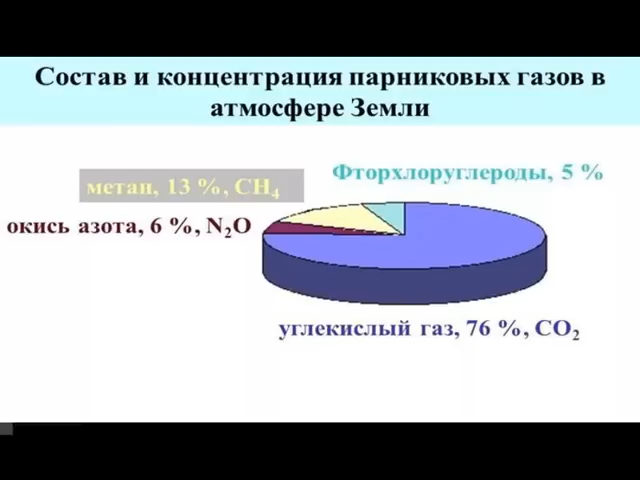 Состав и концентрация парниковых газов в
атмосфере Земли
Фторхлоруглероды, 5 %
метан, 13 %, CH₄
окись азота, 6 %, N₂O
углекислый газ, 76 %, CO₂